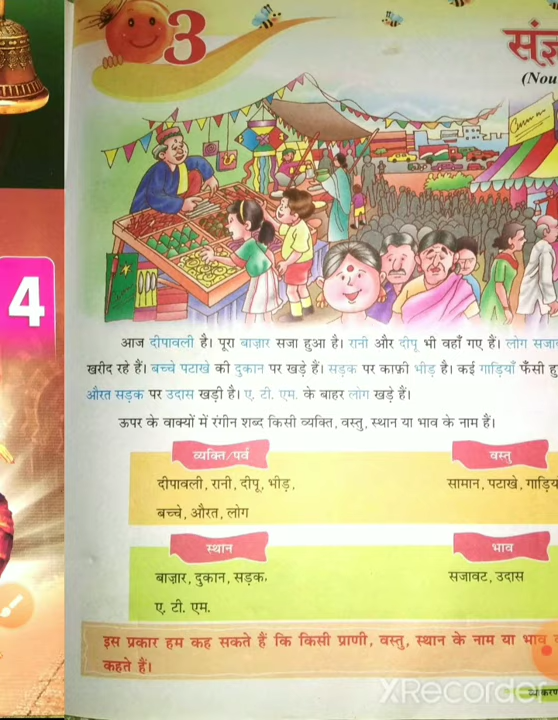 3
संज्ञ
(Nou
4
आज दीपावली है। पूरा बाज़ार सजा हुआ है। रानी और दीपू भी वहाँ गए हैं। लोग सजा
खरीद रहे हैं। बच्चे पटाखे की दुकान पर खड़े हैं। सड़क पर काफ़ी भीड़ है। कई गाड़ियाँ फँसी हु
औरत सड़क पर उदास खड़ी है। ए. टी. एम. के बाहर लोग खड़े हैं।
ऊपर के वाक्यों में रंगीन शब्द किसी व्यक्ति, वस्तु, स्थान या भाव के नाम हैं।
व्यक्ति/पर्व
वस्तु
दीपावली, रानी, दीपू, भीड़,
सामान, पटाखे, गाड़िय
बच्चे, औरत, लोग
स्थान
भाव
बाज़ार, दुकान, सड़क,
सजावट, उदास
ए. टी. एम.
इस प्रकार हम कह सकते हैं कि किसी प्राणी, वस्तु, स्थान के नाम या भाव
कहते हैं।
XRecorder
व्याकरण